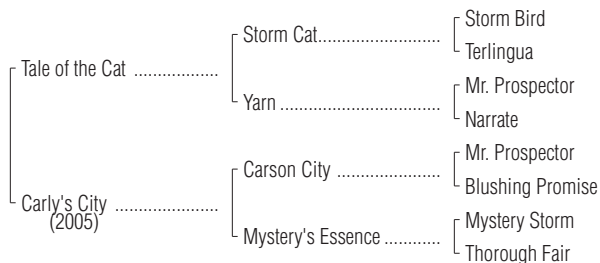 Storm Bird
Storm Cat..............................
Terlingua
Tale of the Cat ....................
Mr. Prospector
Yarn .......................................
Narrate
Mr. Prospector
Carson City .........................
Blushing Promise
Carly's City .........................
(2005)
Mystery Storm
Mystery's Essence .............
Thorough Fair